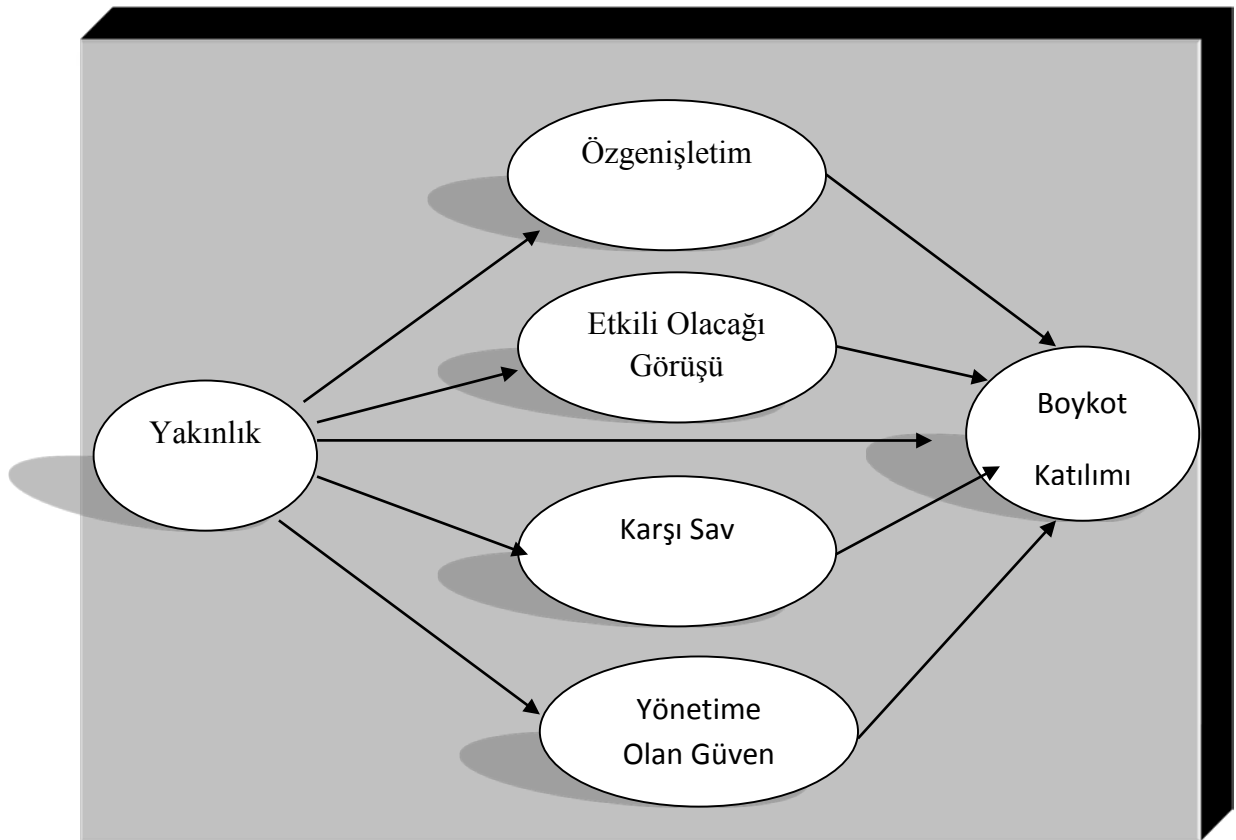 Özgenişletim
Etkili Olacağı
Görüşü
Yakınlık
Boykot
Katılımı
Karşı Sav
Yönetime
Olan Güven